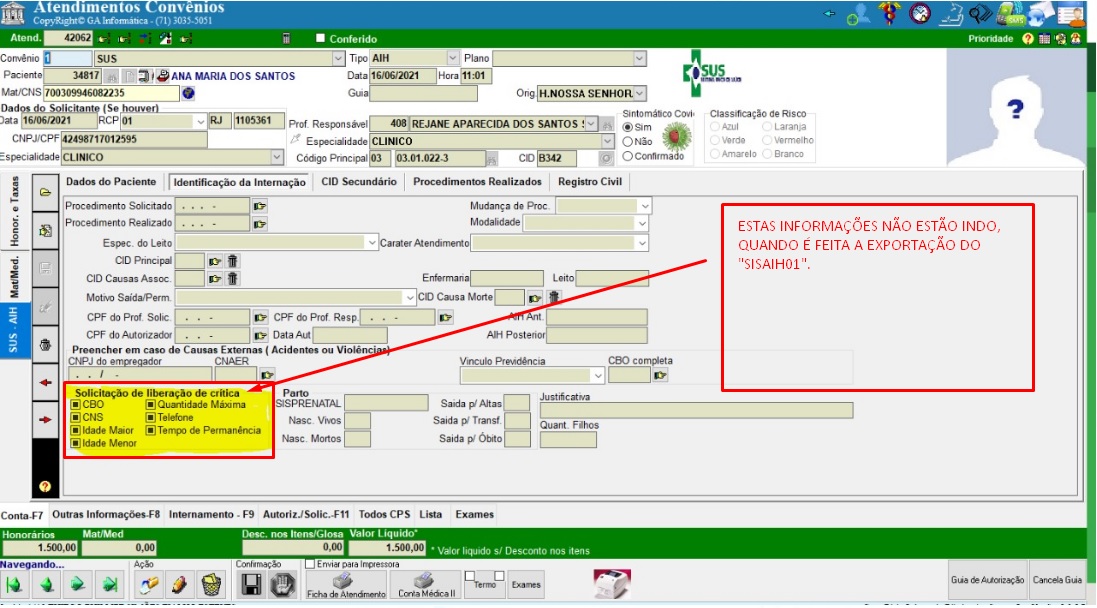 Atendimentos Convênios
CopyRight© GA Informática - (71) 3035-5051
Atend. 42062 Conferido Prioridade
Convênio 1 SUS Tipo AIH Plano
Paciente 34817 ANA MARIA DOS SANTOS Data 16/06/2021 Hora 11:01
Mat/CNS 700309946082235 Guia Orig. H.NOSSA SENHOR
SUS
Dados do Solicitante (Se houver)
Data 16/06/2021 RCP 01 RJ 1105361 Prof. Responsável 408 REJANE APARECIDA DOS SANTOS
CNPJ/CPF 42498717012595 Especialidade CLINICO
Especialidade CLINICO Código Principal 03 03.01.022-3 CID B342
Sintomático Covi
Sim
Não
Confirmado
Classificação de Risco
Azul Laranja
Verde Vermelho
Amarelo Branco
?
Honor. e Taxas
Mat/Med.
SUS - AIH
Dados do Paciente Identificação da Internação CID Secundário Procedimentos Realizados Registro Civil
Procedimento Solicitado . . . - Mudança de Proc.
Procedimento Realizado . . . - Modalidade
Espec. do Leito Carater Atendimento
CID Principal
CID Causas Assoc. Enfermaria Leito
Motivo Saída/Perm. CID Causa Morte
CPF do Prof. Solic. . . - CPF do Prof. Resp. . . - AIH Ant.
CPF do Autorizador . . - Data Aut AIH Posterior
Preencher em caso de Causas Externas ( Acidentes ou Violências)
CNPJ do empregador CNAER Vinculo Previdência CBO completa
. . / -
Solicitação de liberação de crítica
CBO Quantidade Máxima
CNS Telefone
Idade Maior Tempo de Permanência
Idade Menor
Parto
SISPRENATAL Saida p/ Altas
Nasc. Vivos Saida p/ Transf.
Nasc. Mortos Saida p/ Óbito
Justificativa
Quant. Filhos
ESTAS INFORMAÇÕES NÃO ESTÃO INDO,
QUANDO É FEITA A EXPORTAÇÃO DO
"SISAIH01".
Conta-F7 Outras Informações-F8 Internamento - F9 Autoriz./Solic.-F11 Todos CPS Lista Exames
Honorários Mat/Med Desc. nos Itens/Glosa Valor Líquido*
1.500,00 0,00 0,00 1.500,00 * Valor liquido s/ Desconto nos itens
Navegando... Ação Confirmação Enviar para Impressora
Ficha de Atendimento Conta Médica II Termo Exames Guia de Autorização Cancela Guia